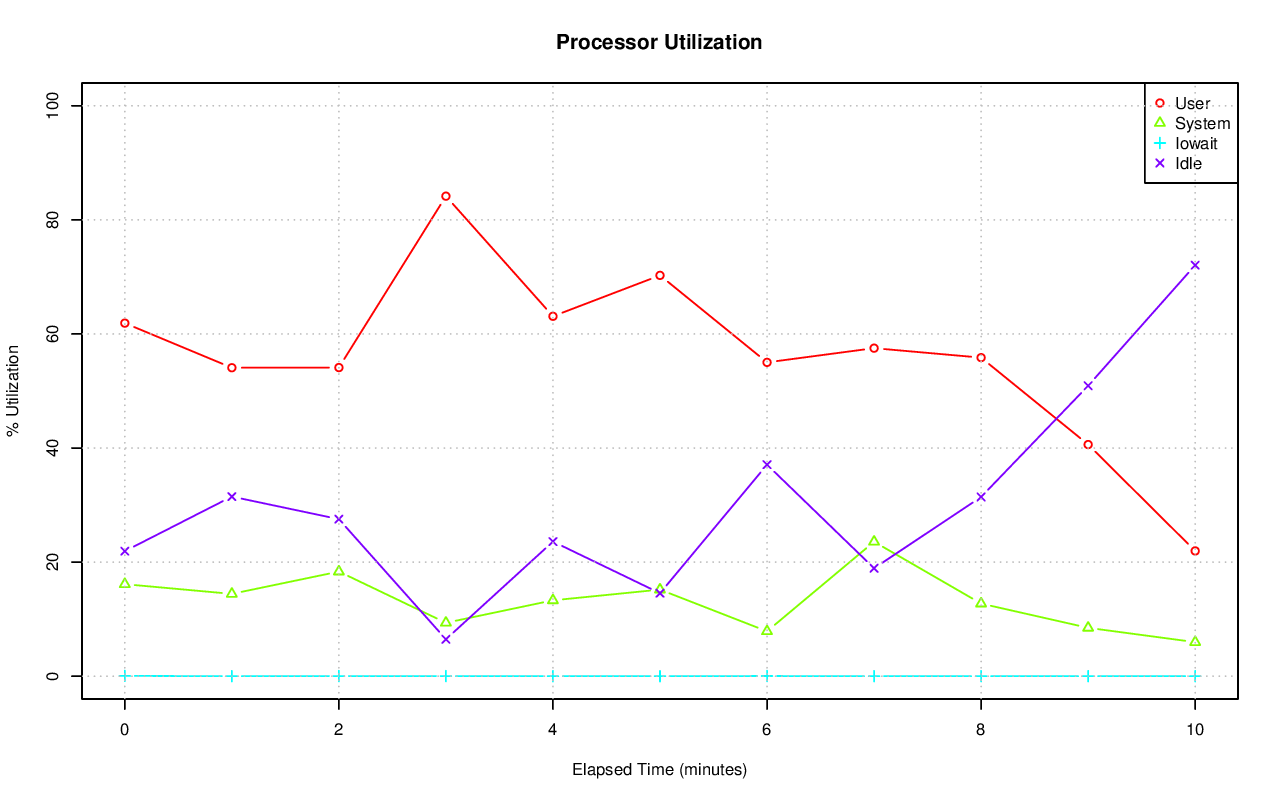 Processor Utilization
100
80
60
40
20
0
% Utilization
User
System
Iowait
Idle
0 2 4 6 8 10
Elapsed Time (minutes)